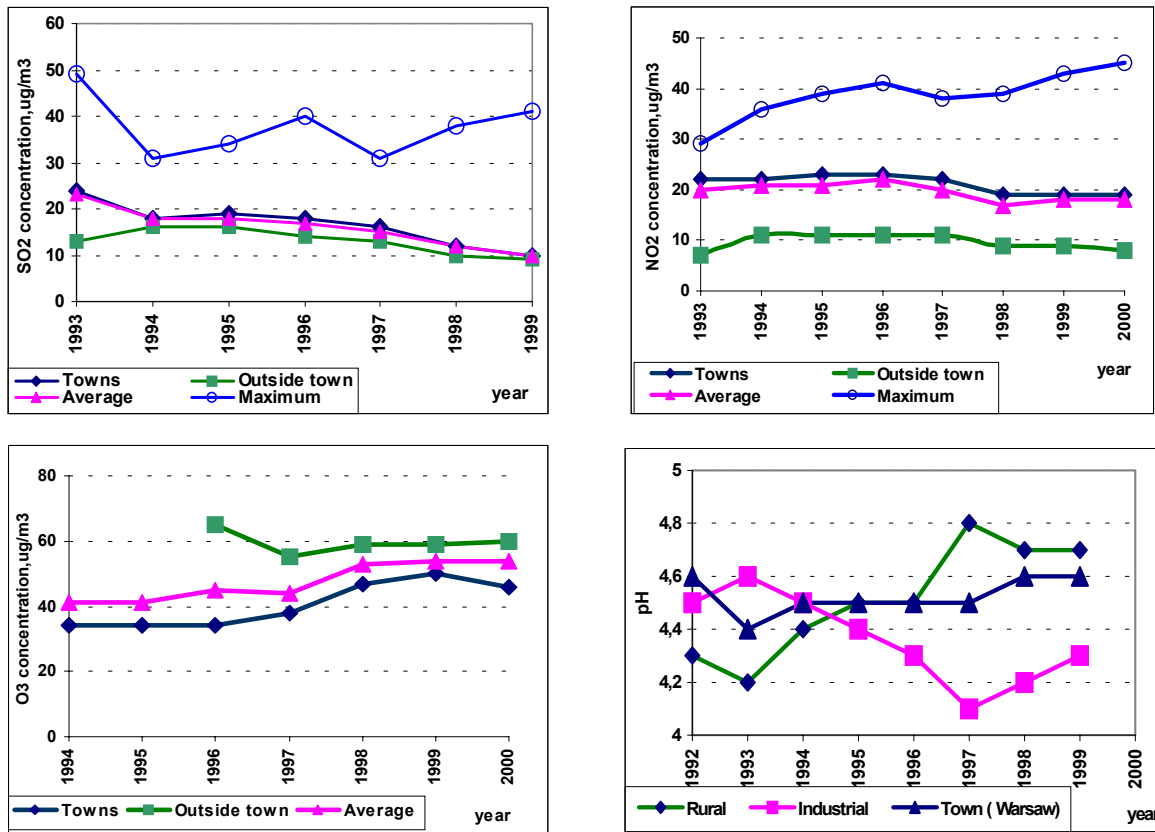 SO2 concentration,ug/m3
60
50
40
30
20
10
0
1993
1994
1995
1996
1997
1998
1999
year
Towns
Outside town
Average
Maximum
NO2 concentration,ug/m3
50
40
30
20
10
0
1993
1994
1995
1996
1997
1998
1999
2000
year
Towns
Outside town
Average
Maximum
O3 concentration,ug/m3
80
60
40
20
0
1994
1995
1996
1997
1998
1999
2000
year
Towns
Outside town
Average
pH
5
4,8
4,6
4,4
4,2
4
1992
1993
1994
1995
1996
1997
1998
1999
2000
year
Rural
Industrial
Town ( Warsaw)